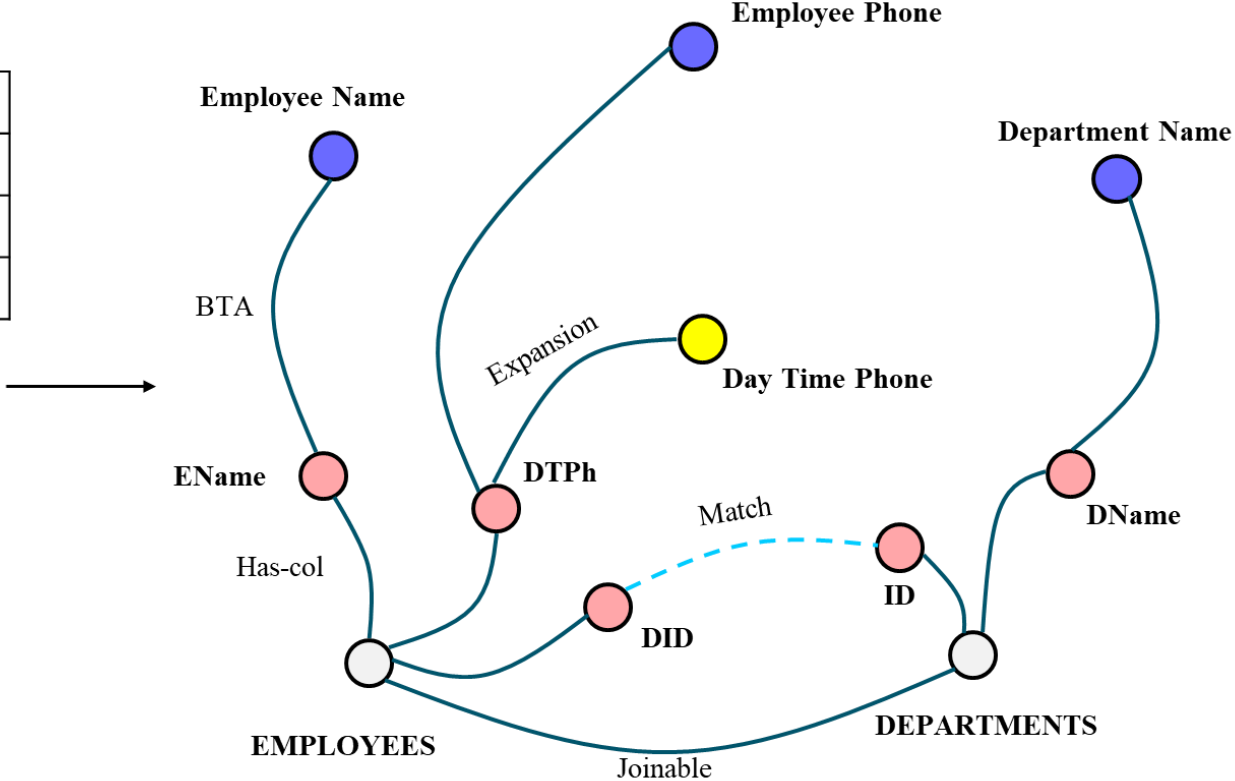 Employee Phone
Employee Name
Department Name
BTA
Expansion
Day Time Phone
EName
DTPh
DName
Match
Has-col
ID
DID
EMPLOYEES
DEPARTMENTS
Joinable